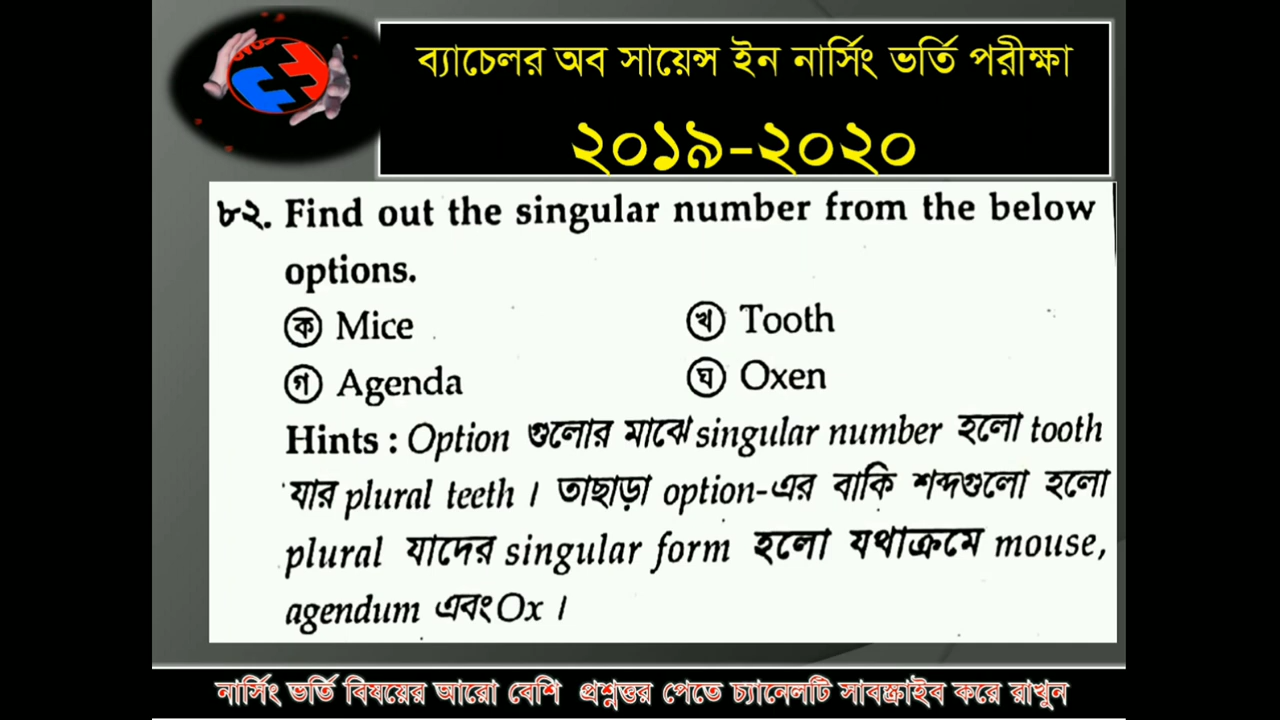 ব্যাচেলর অব সায়েন্স ইন নার্সিং ভর্তি পরীক্ষা
২০১৯-২০২০
৮২. Find out the singular number from the below
options.
ক Mice খ Tooth
গ Agenda ঘ Oxen
Hints : Option গুলোর মাঝে singular number হলো tooth
যার plural teeth । তাছাড়া option-এর বাকি শব্দগুলো হলো
plural যাদের singular form হলো যথাক্রমে mouse,
agendum এবং Ox ।
নার্সিং ভর্তি বিষয়ের আরো বেশি প্রশ্নত্তর পেতে চ্যানেলটি সাবস্ক্রাইব করে রাখুন